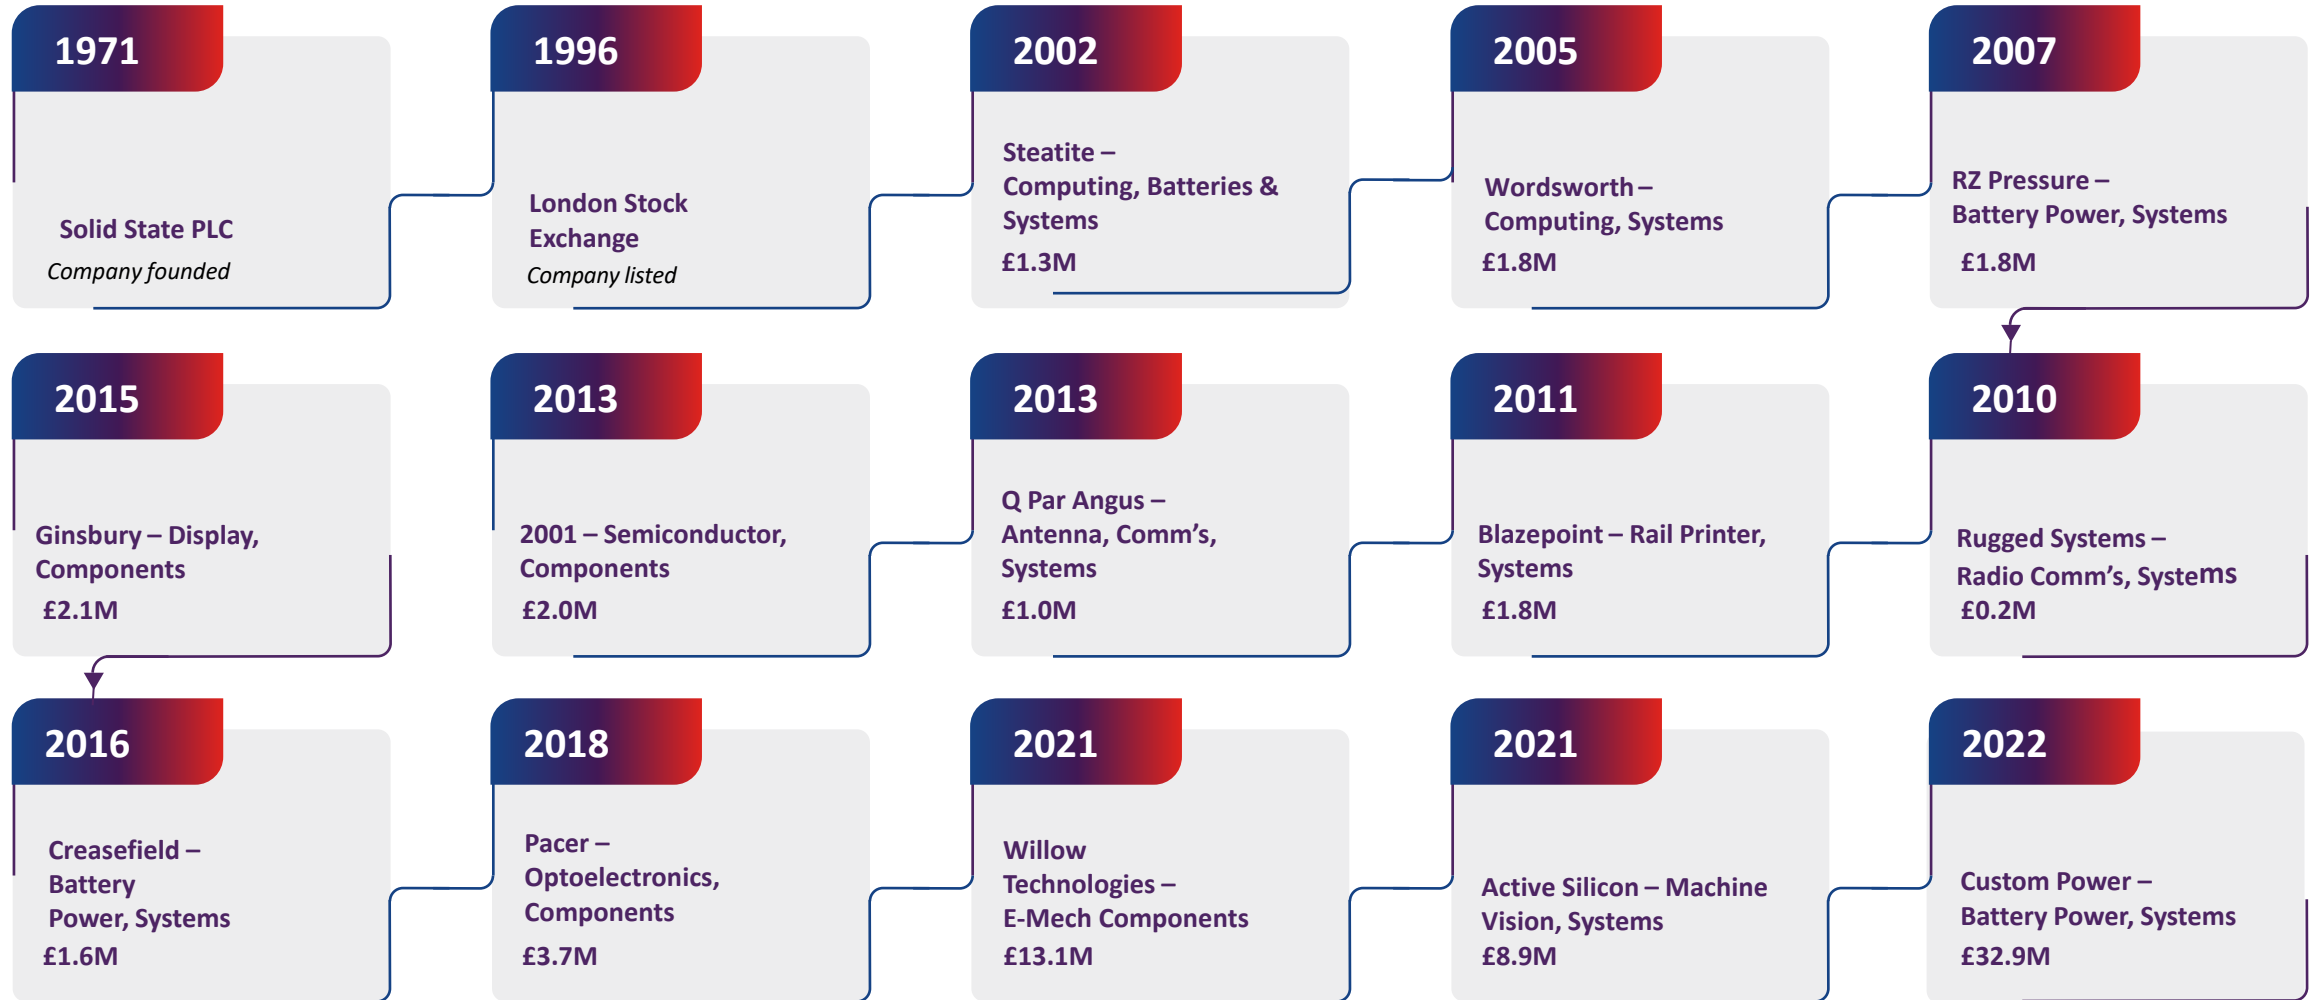 1971
Solid State PLC
Company founded
1996
London Stock
Exchange
Company listed
2002
Steatite –
Computing, Batteries &
Systems
£1.3M
2005
Wordsworth –
Computing, Systems
£1.8M
2007
RZ Pressure –
Battery Power, Systems
£1.8M
2015
Ginsbury – Display,
Components
£2.1M
2013
2001 – Semiconductor,
Components
£2.0M
2013
Q Par Angus –
Antenna, Comm’s,
Systems
£1.0M
2011
Blazepoint – Rail Printer,
Systems
£1.8M
2010
Rugged Systems –
Radio Comm’s, Systems
£0.2M
2016
Creasefield –
Battery
Power, Systems
£1.6M
2018
Pacer –
Optoelectronics,
Components
£3.7M
2021
Willow
Technologies –
E-Mech Components
£13.1M
2021
Active Silicon – Machine
Vision, Systems
£8.9M
2022
Custom Power –
Battery Power, Systems
£32.9M